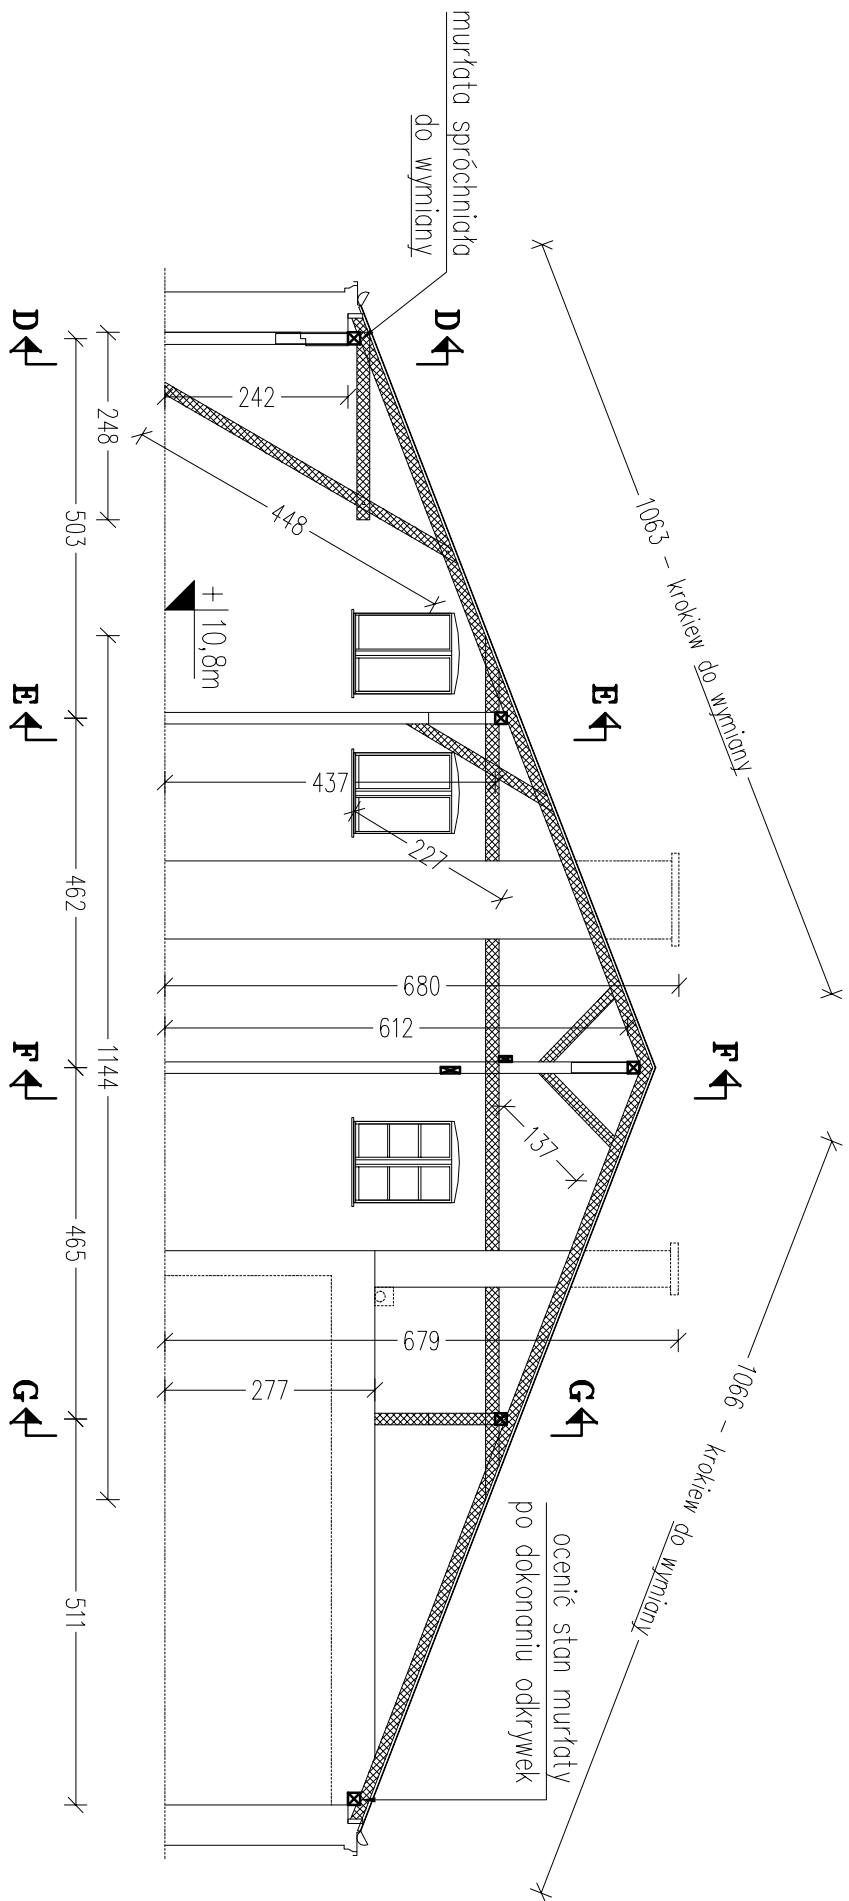 murłata spróchniała
do wymiany
1063 - krokiew do wymiany
1066 - krokiew do wymiany
ocenić stan murłaty
po dokonaniu odkrywek
D
E
F
G
D
E
F
G
242
448
+10,8m
437
227
680
612
137
679
277
248
1144
503
462
465
511